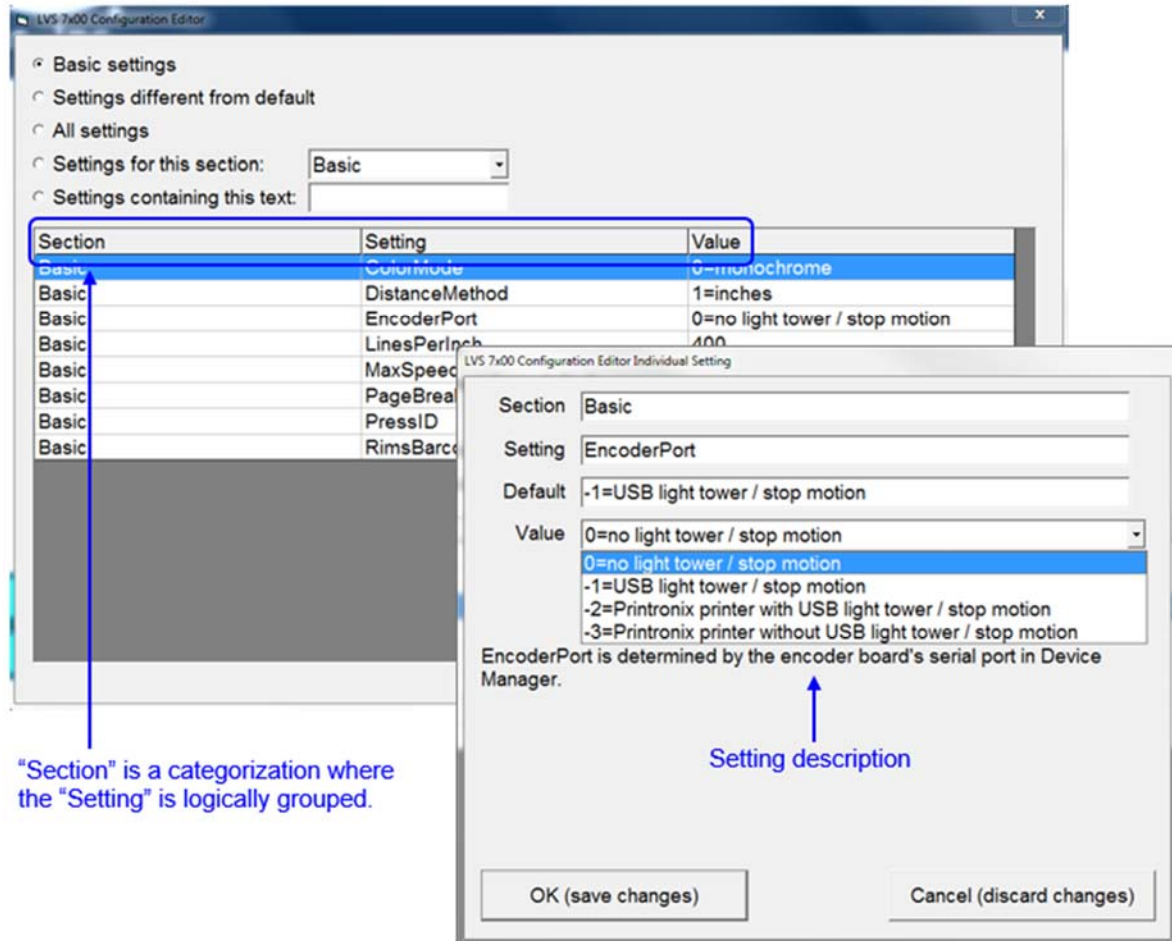 LVS 7x00 Configuration Editor
x
Basic settings
Settings different from default
All settings
Settings for this section: Basic
Settings containing this text:
Section Setting Value
Basic ColorMode 0=monochrome
Basic DistanceMethod 1=inches
Basic EncoderPort 0=no light tower / stop motion
Basic LinesPerInch 400
Basic MaxSpeed
Basic PageBreak
Basic PressID
Basic RimsBarco
LVS 7x00 Configuration Editor Individual Setting
Section Basic
Setting EncoderPort
Default -1=USB light tower / stop motion
Value 0=no light tower / stop motion
0=no light tower / stop motion
-1=USB light tower / stop motion
-2=Printronix printer with USB light tower / stop motion
-3=Printronix printer without USB light tower / stop motion
EncoderPort is determined by the encoder board's serial port in Device
Manager.
Setting description
OK (save changes) Cancel (discard changes)
“Section” is a categorization where
the “Setting” is logically grouped.